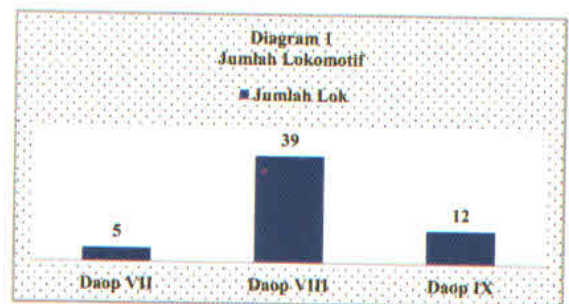 Diagram 1
Jumlah Lokomotif
Jumlah Lok
5
39
12
Daop VII
Daop VIII
Daop IX